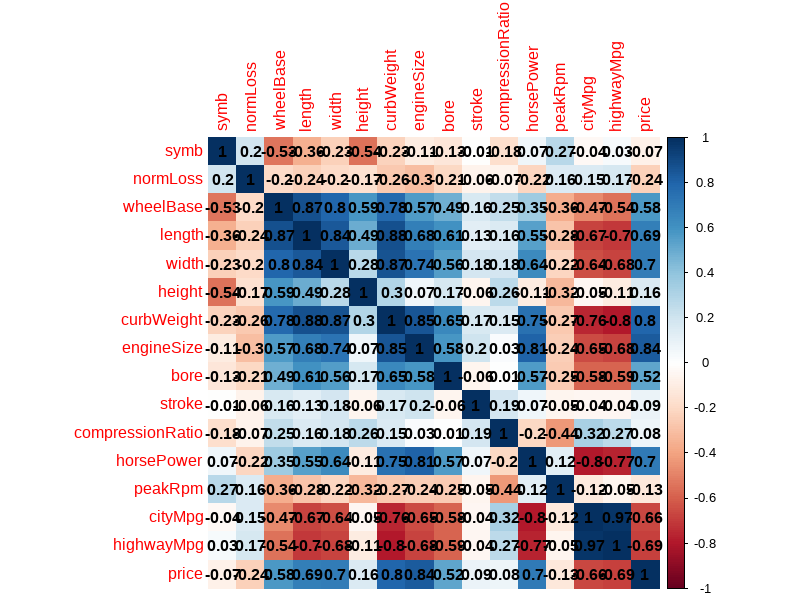 symb normLoss wheelBase length width height curbWeight engineSize bore stroke compressionRatio horsePower peakRpm cityMpg highwayMpg price
symb 1 0.2 -0.53 -0.36 -0.23 -0.54 -0.23 -0.11 -0.13 -0.01 -0.18 0.07 0.27 -0.04 0.03 -0.07
normLoss 0.2 1 -0.2 -0.24 -0.2 -0.17 -0.26 -0.3 -0.21 -0.06 -0.07 -0.22 0.16 0.15 0.17 -0.24
wheelBase -0.53 -0.2 1 0.87 0.8 0.59 0.78 0.57 0.49 0.16 0.25 0.35 -0.36 -0.47 -0.54 0.58
length -0.36 -0.24 0.87 1 0.84 0.49 0.88 0.68 0.61 0.13 0.16 0.55 -0.28 -0.67 -0.7 0.69
width -0.23 -0.2 0.8 0.84 1 0.28 0.87 0.74 0.56 0.18 0.18 0.64 -0.22 -0.64 -0.68 0.7
height -0.54 -0.17 0.59 0.49 0.28 1 0.3 0.07 0.17 -0.06 0.26 -0.11 -0.32 -0.05 -0.11 0.16
curbWeight -0.23 -0.26 0.78 0.88 0.87 0.3 1 0.85 0.65 0.17 0.15 0.75 -0.27 -0.76 -0.8 0.8
engineSize -0.11 -0.3 0.57 0.68 0.74 0.07 0.85 1 0.58 0.2 0.03 0.81 -0.24 -0.65 -0.68 0.84
bore -0.13 -0.21 0.49 0.61 0.56 0.17 0.65 0.58 1 -0.06 0.01 0.57 -0.25 -0.58 -0.59 0.52
stroke -0.01 -0.06 0.16 0.13 0.18 -0.06 0.17 0.2 -0.06 1 0.19 0.07 -0.05 -0.04 -0.04 0.09
compressionRatio -0.18 -0.07 0.25 0.16 0.18 0.26 0.15 0.03 0.01 0.19 1 -0.2 -0.44 0.32 0.27 0.08
horsePower 0.07 -0.22 0.35 0.55 0.64 -0.11 0.75 0.81 0.57 0.07 -0.2 1 0.12 -0.8 -0.77 0.7
peakRpm 0.27 0.16 -0.36 -0.28 -0.22 -0.32 -0.27 -0.24 -0.25 -0.05 -0.44 0.12 1 -0.12 -0.05 -0.13
cityMpg -0.04 0.15 -0.47 -0.67 -0.64 -0.05 -0.76 -0.65 -0.58 -0.04 0.32 -0.8 -0.12 1 0.97 -0.66
highwayMpg 0.03 0.17 -0.54 -0.7 -0.68 -0.11 -0.8 -0.68 -0.59 -0.04 0.27 -0.77 -0.05 0.97 1 -0.69
price -0.07 -0.24 0.58 0.69 0.7 0.16 0.8 0.84 0.52 0.09 0.08 0.7 -0.13 -0.66 -0.69 1
1
0.8
0.6
0.4
0.2
0
-0.2
-0.4
-0.6
-0.8
-1